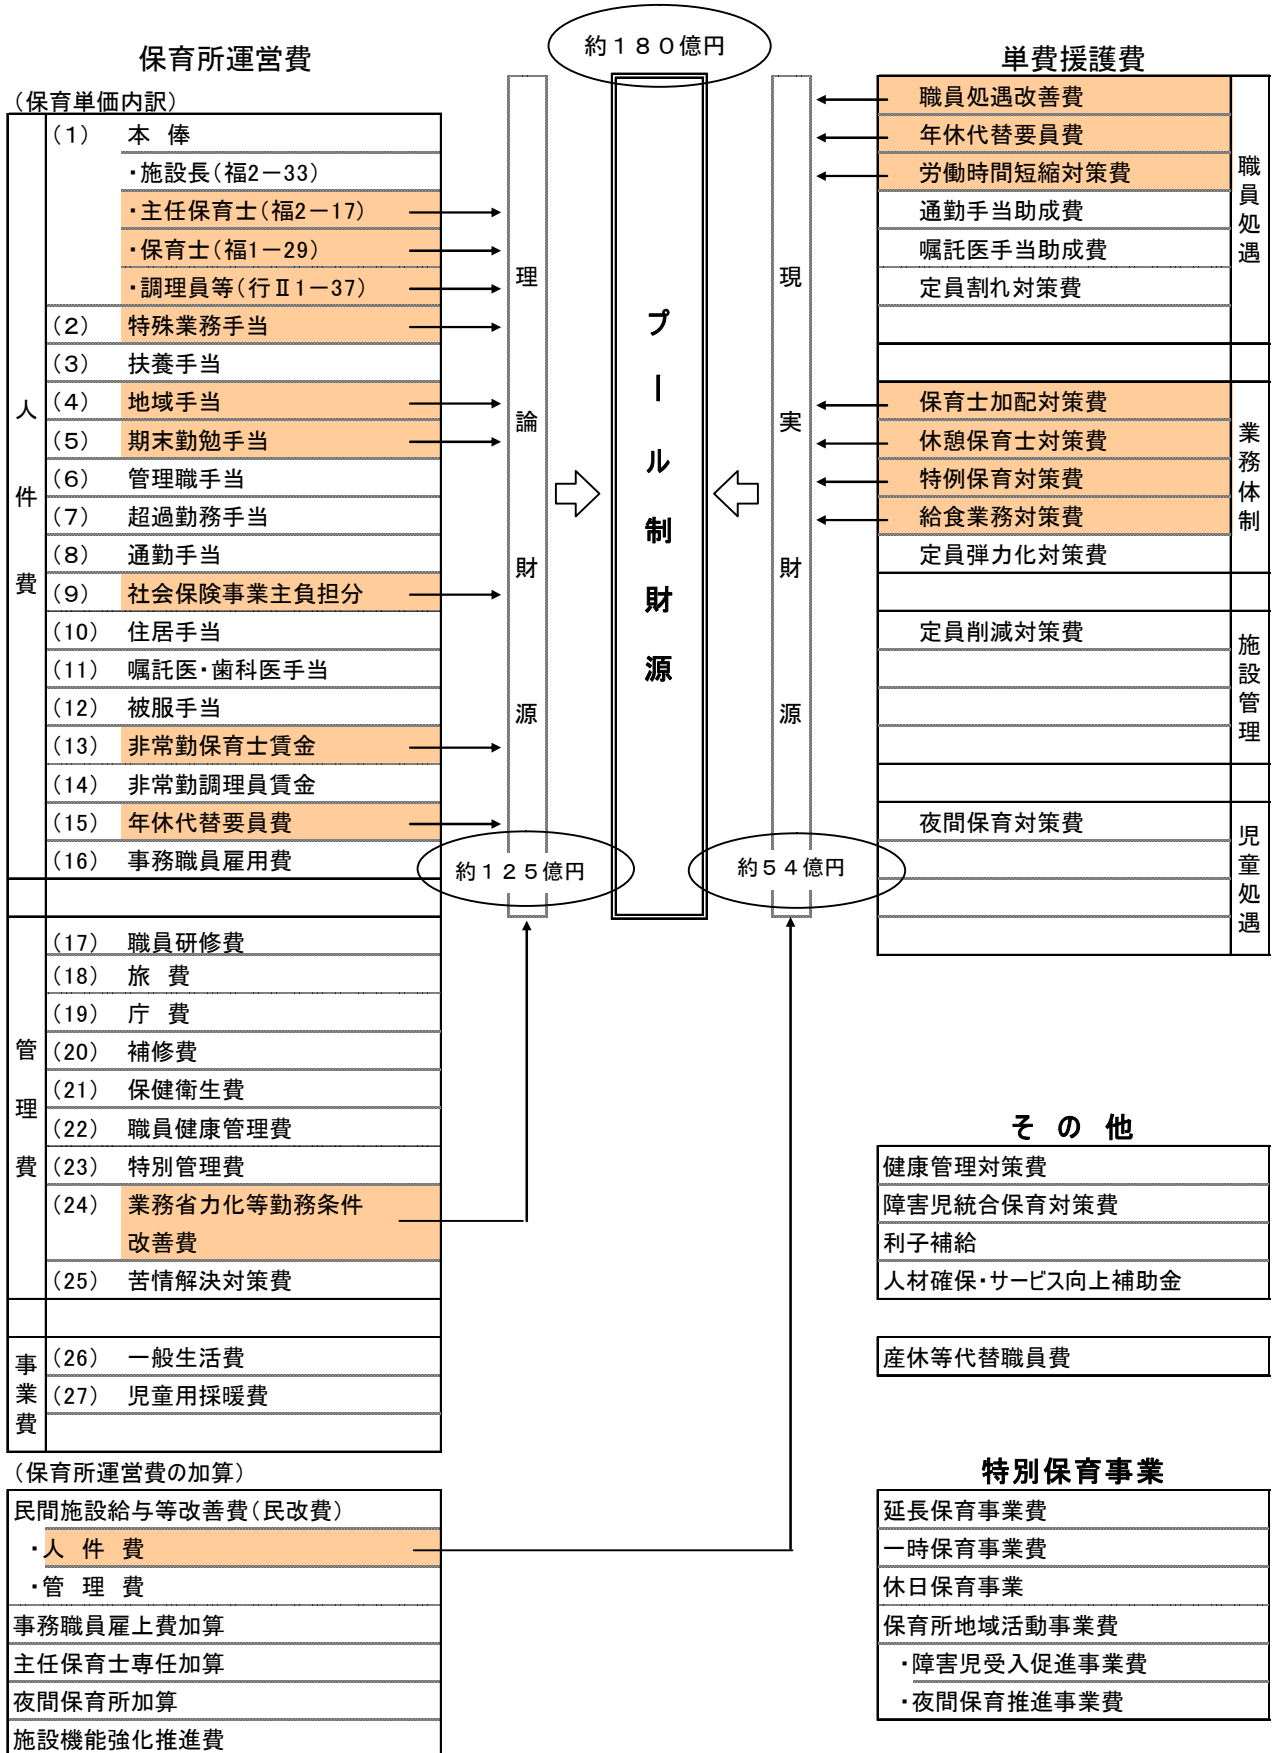 約１８０億円
保育所運営費
単費援護費
(保育単価内訳)
人件費
(1) 本 俸
・施設長(福2－33)
・主任保育士(福2－17)
・保育士(福1－29)
・調理員等(行Ⅱ1－37)
(2) 特殊業務手当
(3) 扶養手当
(4) 地域手当
(5) 期末勤勉手当
(6) 管理職手当
(7) 超過勤務手当
(8) 通勤手当
(9) 社会保険事業主負担分
(10) 住居手当
(11) 嘱託医・歯科医手当
(12) 被服手当
(13) 非常勤保育士賃金
(14) 非常勤調理員賃金
(15) 年休代替要員費
(16) 事務職員雇用費
管理費
(17) 職員研修費
(18) 旅 費
(19) 庁 費
(20) 補修費
(21) 保健衛生費
(22) 職員健康管理費
(23) 特別管理費
(24) 業務省力化等勤務条件
改善費
(25) 苦情解決対策費
事業費
(26) 一般生活費
(27) 児童用採暖費
(保育所運営費の加算)
民間施設給与等改善費(民改費)
・人 件 費
・管 理 費
事務職員雇上費加算
主任保育士専任加算
夜間保育所加算
施設機能強化推進費
理論財源
約１２５億円
プール制財源
現実財源
約５４億円
職員処遇改善費
年休代替要員費
労働時間短縮対策費
通勤手当助成費
嘱託医手当助成費
定員割れ対策費
職員処遇
保育士加配対策費
休憩保育士対策費
特例保育対策費
給食業務対策費
定員弾力化対策費
業務体制
定員削減対策費
施設管理
夜間保育対策費
児童処遇
そ の 他
健康管理対策費
障害児統合保育対策費
利子補給
人材確保・サービス向上補助金
産休等代替職員費
特別保育事業
延長保育事業費
一時保育事業費
休日保育事業
保育所地域活動事業費
・障害児受入促進事業費
・夜間保育推進事業費